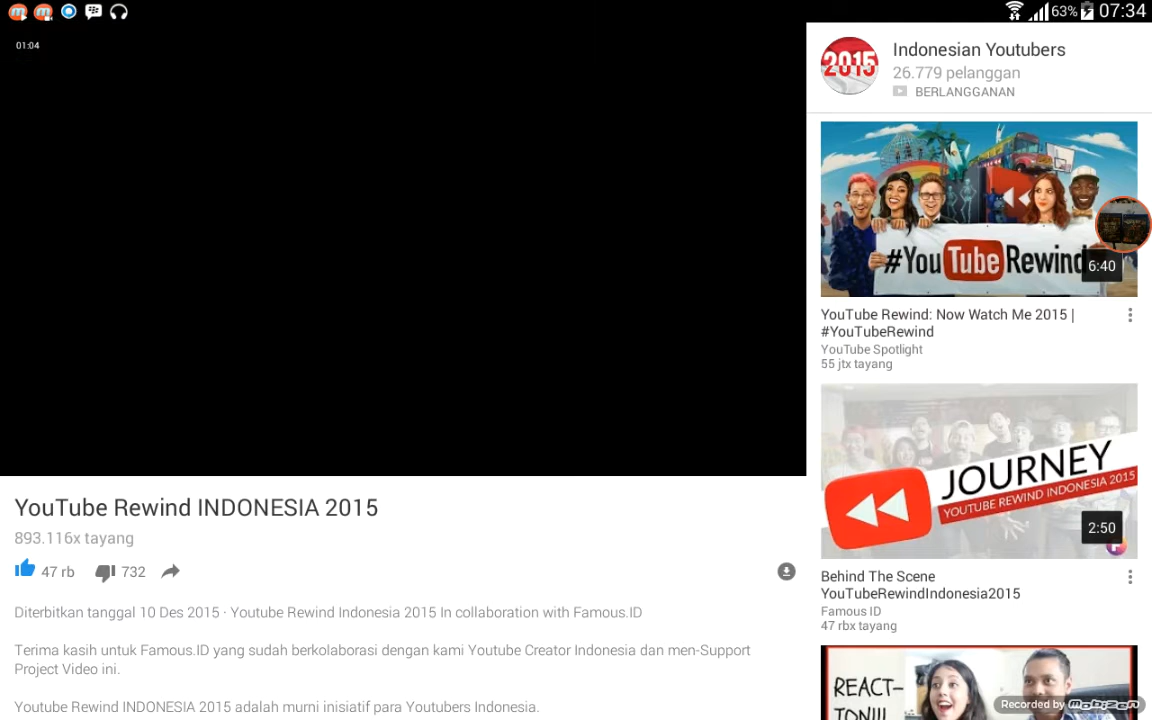 63% 07:34
01:04
2015
Indonesian Youtubers
26.779 pelanggan
BERLANGGANAN
#YouTubeRewind
6:40
YouTube Rewind: Now Watch Me 2015 |
#YouTubeRewind
YouTube Spotlight
55 jtx tayang
JOURNEY
YOUTUBE REWIND INDONESIA 2015
2:50
Behind The Scene
YouTubeRewindIndonesia2015
Famous ID
47 rbx tayang
REACT-
TON!!!
Recorded by MOBIZEN
YouTube Rewind INDONESIA 2015
893.116x tayang
47 rb 732
Diterbitkan tanggal 10 Des 2015 · Youtube Rewind Indonesia 2015 In collaboration with Famous.ID
Terima kasih untuk Famous.ID yang sudah berkolaborasi dengan kami Youtube Creator Indonesia dan men-Support
Project Video ini.
Youtube Rewind INDONESIA 2015 adalah murni inisiatif para Youtubers Indonesia.